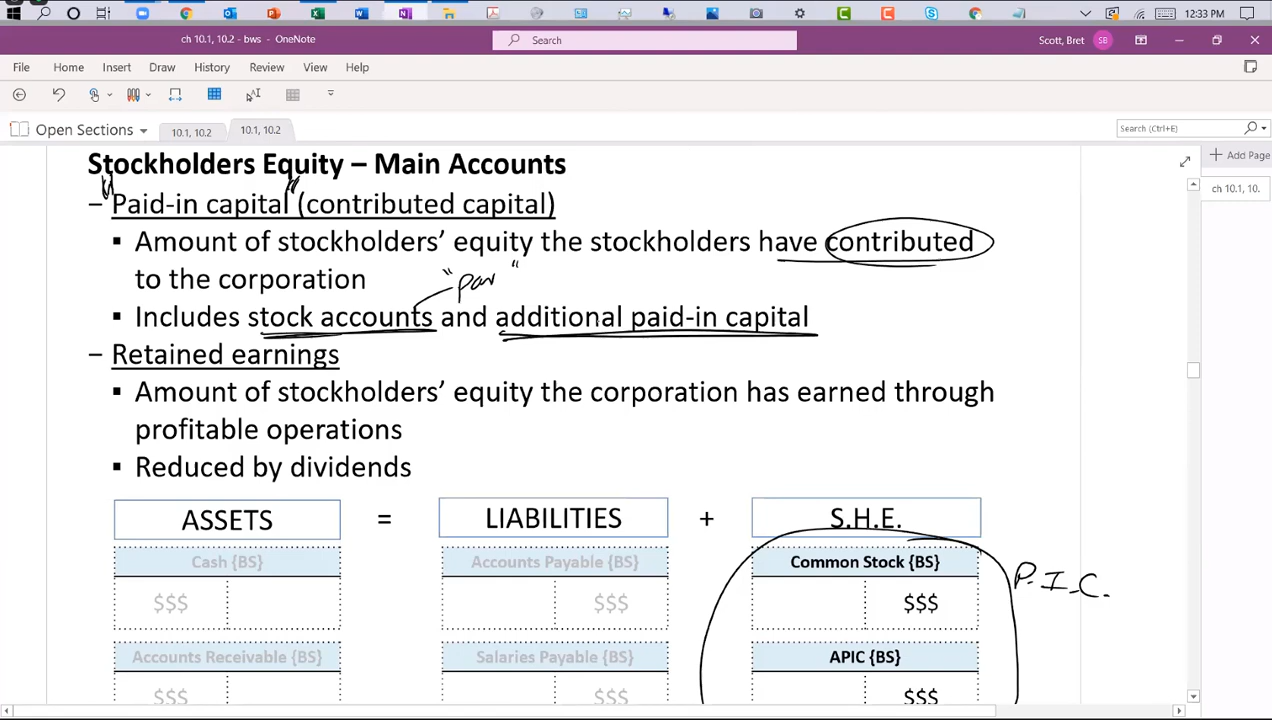 12:33 PM
ch 10.1, 10.2 - bws - OneNote
Search
Scott, Bret
SB
File Home Insert Draw History Review View Help
Open Sections
10.1, 10.2
10.1, 10.2
Search (Ctrl+E)
Add Page
ch 10.1, 10.
Stockholders Equity – Main Accounts
– "Paid-in capital" (contributed capital)
▪ Amount of stockholders' equity the stockholders have contributed
to the corporation
"par"
▪ Includes stock accounts and additional paid-in capital
– Retained earnings
▪ Amount of stockholders' equity the corporation has earned through
profitable operations
▪ Reduced by dividends
ASSETS = LIABILITIES + S.H.E.
Cash {BS} Accounts Payable {BS} Common Stock {BS}
P.I.C.
$$$ $$$ $$$
Accounts Receivable {BS} Salaries Payable {BS} APIC {BS}
$$$ $$$ $$$